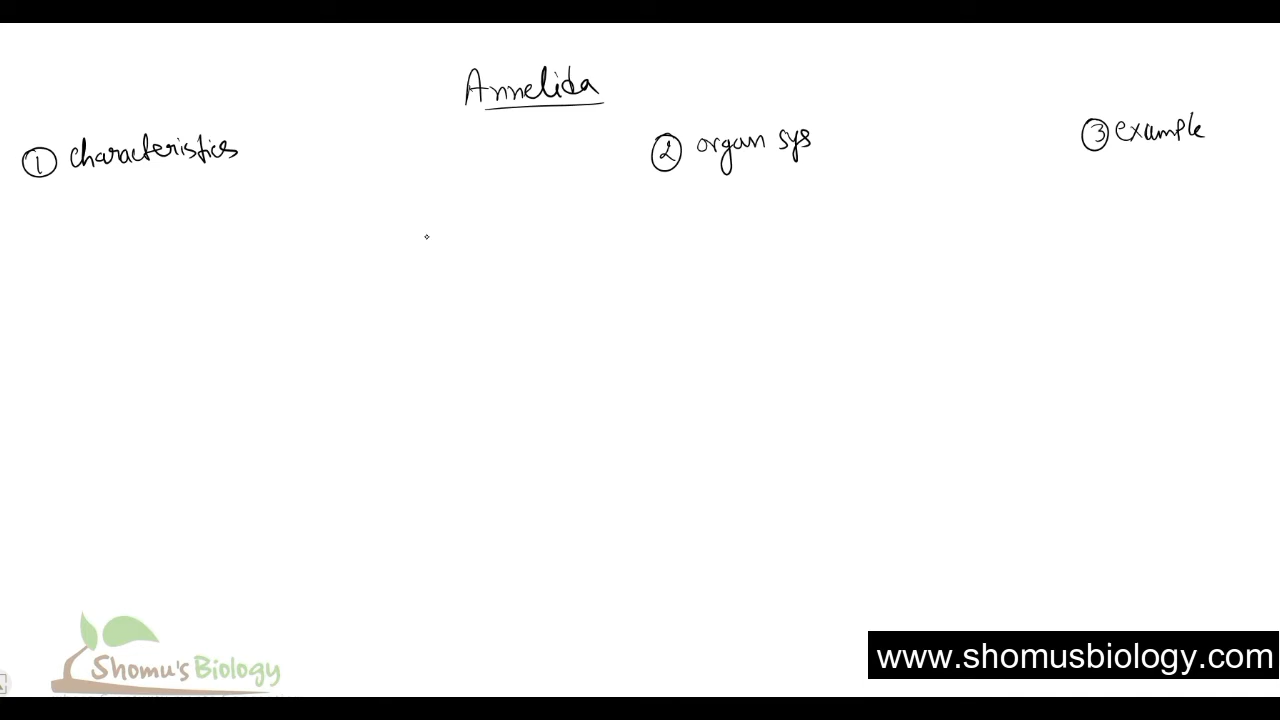 Annelida
① characteristics
② organ sys
③ example
Shomu's Biology
www.shomusbiology.com